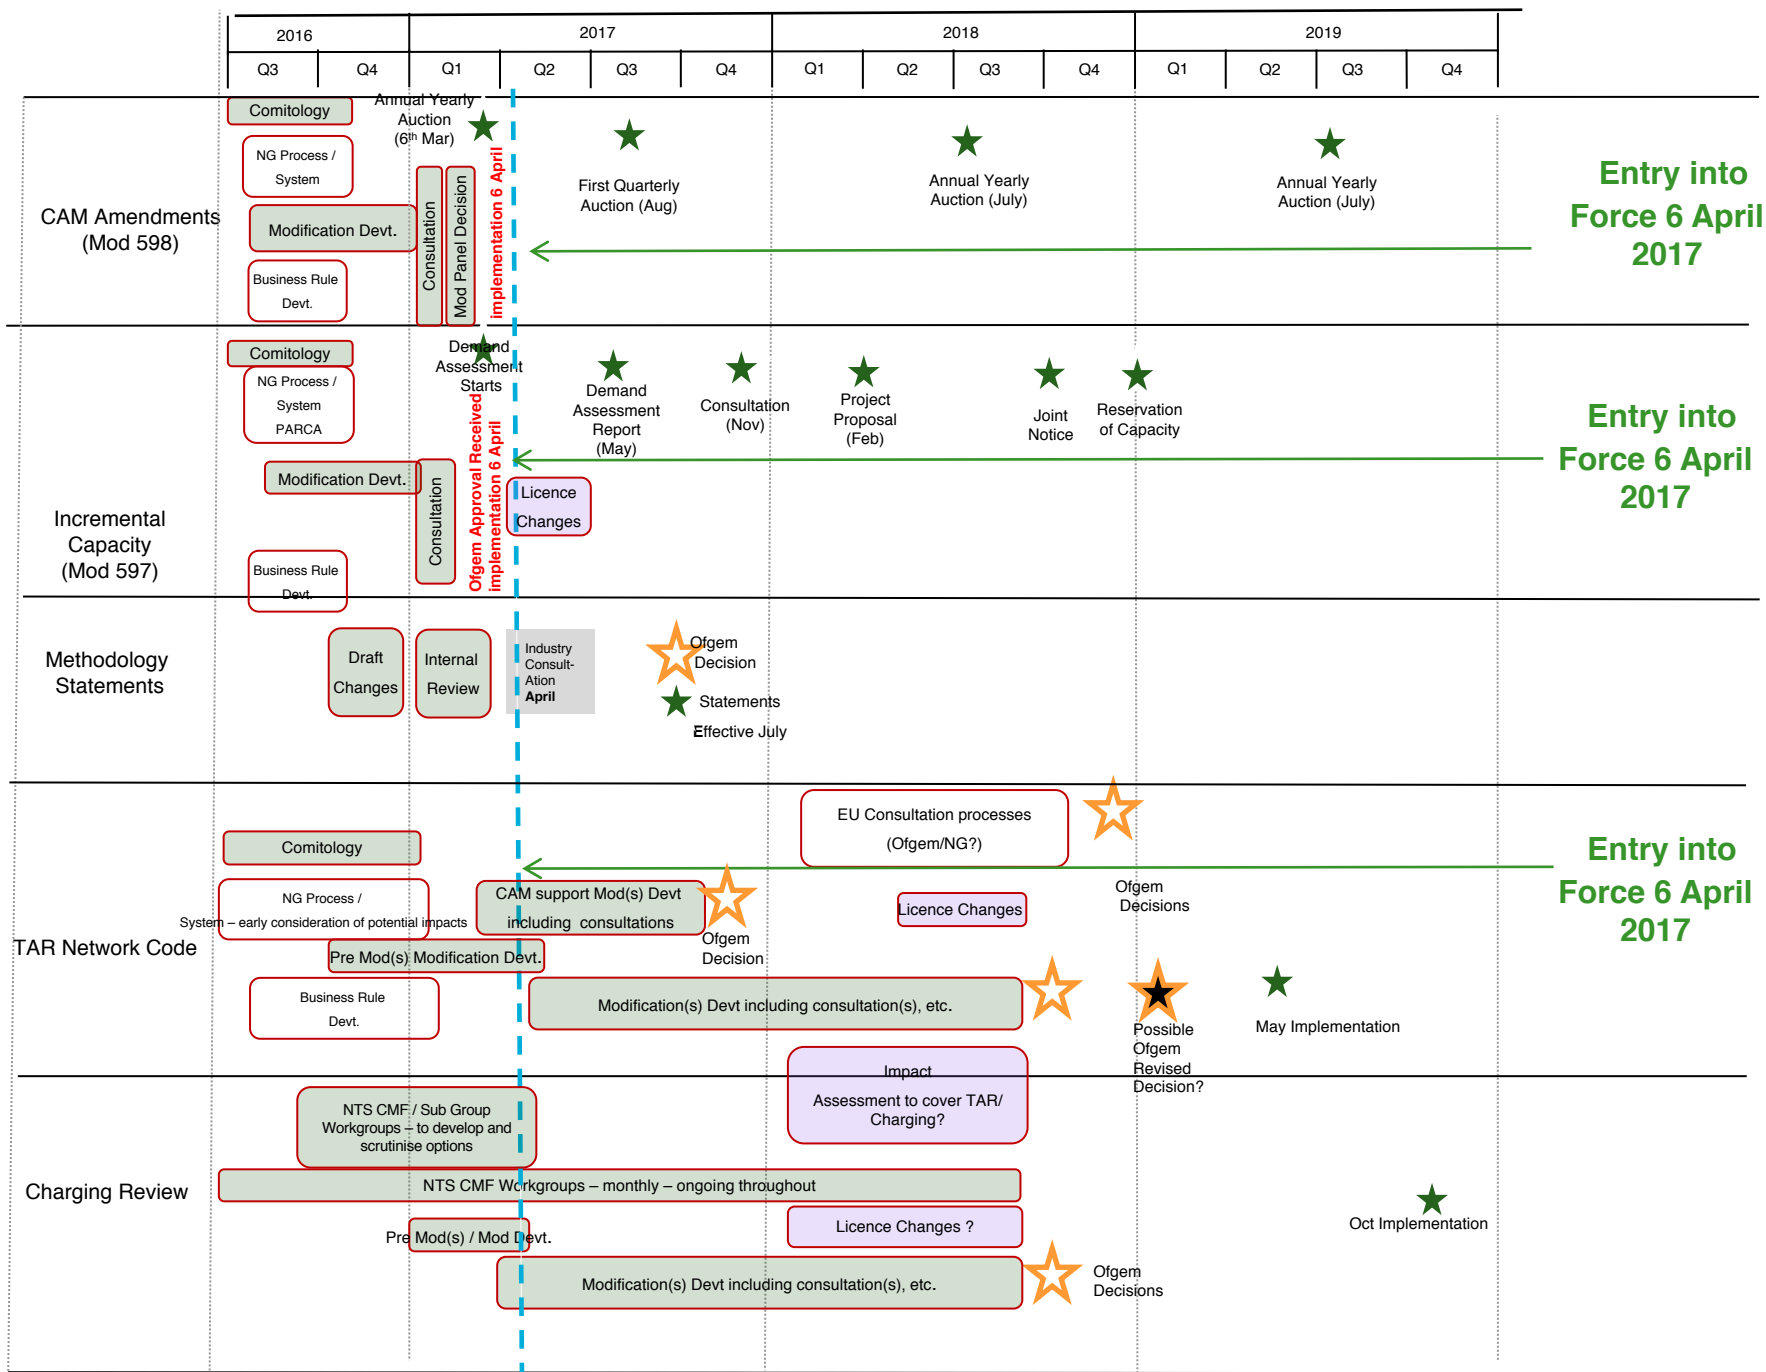 2016
2017
2018
2019
Q3
Q4
Q1
Q2
Q3
Q4
Q1
Q2
Q3
Q4
Q1
Q2
Q3
Q4
CAM Amendments
(Mod 598)
Comitology
NG Process /
System
Modification Devt.
Business Rule
Devt.
Annual Yearly
Auction
(6th Mar)
Consultation
Mod Panel Decision
implementation 6 April
First Quarterly
Auction (Aug)
Annual Yearly
Auction (July)
Annual Yearly
Auction (July)
Entry into
Force 6 April
2017
Incremental
Capacity
(Mod 597)
Comitology
NG Process /
System
PARCA
Modification Devt.
Business Rule
Devt.
Consultation
Demand
Assessment
Starts
Ofgem Approval Received
implementation 6 April
Licence
Changes
Demand
Assessment
Report
(May)
Consultation
(Nov)
Project
Proposal
(Feb)
Joint
Notice
Reservation
of Capacity
Entry into
Force 6 April
2017
Methodology
Statements
Draft
Changes
Internal
Review
Industry
Consult-
Ation
April
Ofgem
Decision
Statements
Effective July
TAR Network Code
Comitology
NG Process /
System – early consideration of potential impacts
Pre Mod(s) Modification Devt.
Business Rule
Devt.
CAM support Mod(s) Devt
including consultations
Ofgem
Decision
Modification(s) Devt including consultation(s), etc.
EU Consultation processes
(Ofgem/NG?)
Licence Changes
Ofgem
Decisions
Possible
Ofgem
Revised
Decision?
May Implementation
Entry into
Force 6 April
2017
Impact
Assessment to cover TAR/
Charging?
Charging Review
NTS CMF / Sub Group
Workgroups – to develop and
scrutinise options
NTS CMF Workgroups – monthly – ongoing throughout
Pre Mod(s) / Mod Devt.
Licence Changes ?
Modification(s) Devt including consultation(s), etc.
Ofgem
Decisions
Oct Implementation